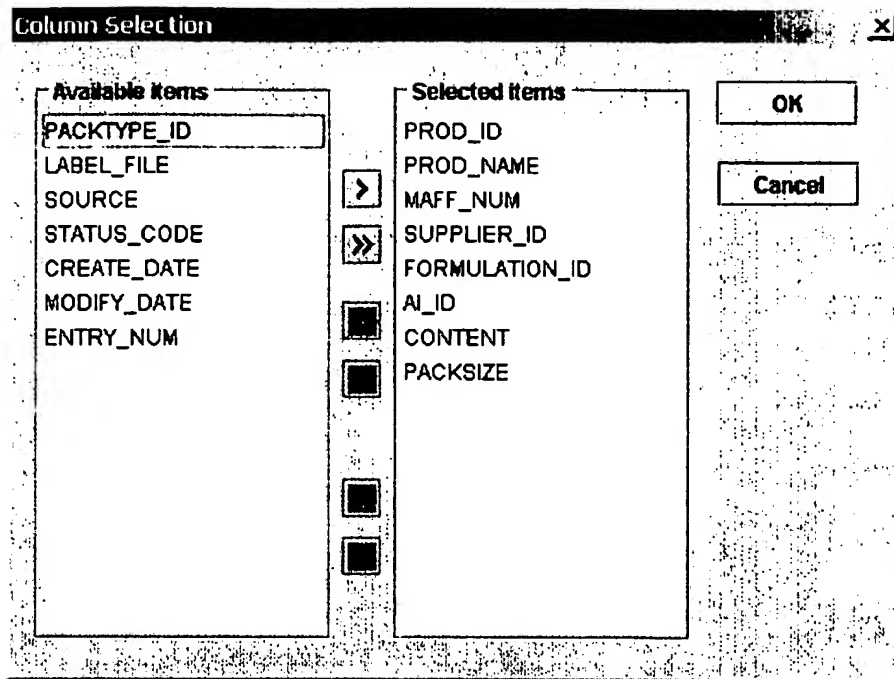 Column Selection
Available Items
PACKTYPE_ID
LABEL_FILE
SOURCE
STATUS_CODE
CREATE_DATE
MODIFY_DATE
ENTRY_NUM
>
>>
Selected Items
PROD_ID
PROD_NAME
MAFF_NUM
SUPPLIER_ID
FORMULATION_ID
AI_ID
CONTENT
PACKSIZE
OK
Cancel